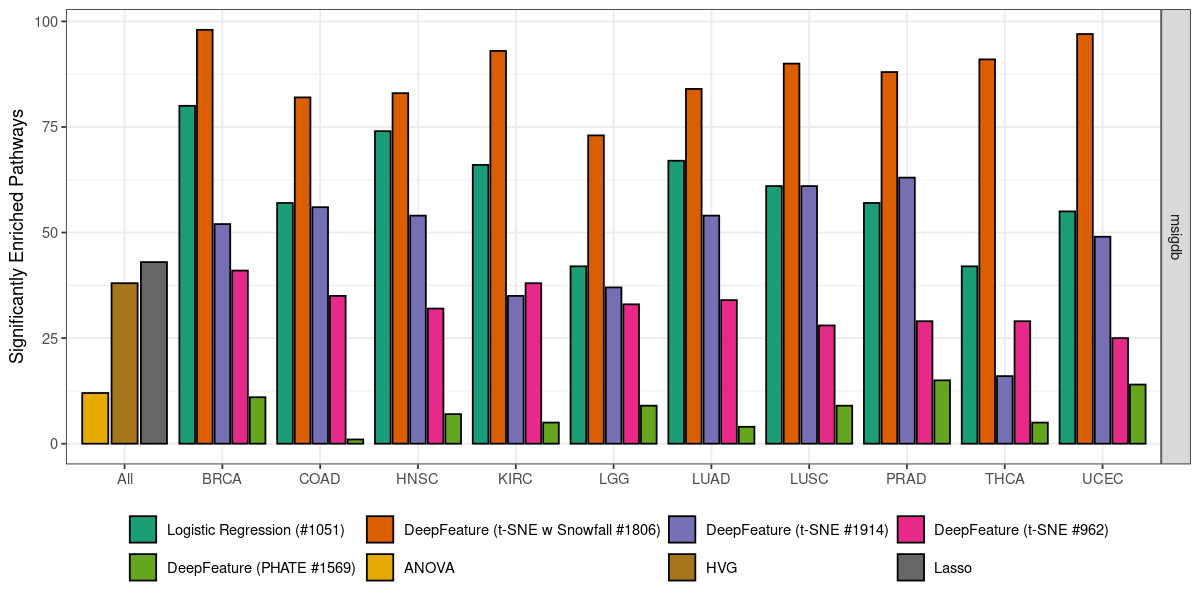 100
75
50
25
0
Significantly Enriched Pathways
msigdb
All BRCA COAD HNSC KIRC LGG LUAD LUSC PRAD THCA UCEC
Logistic Regression (#1051) DeepFeature (t-SNE w Snowfall #1806) DeepFeature (t-SNE #1914) DeepFeature (t-SNE #962)
DeepFeature (PHATE #1569) ANOVA HVG Lasso